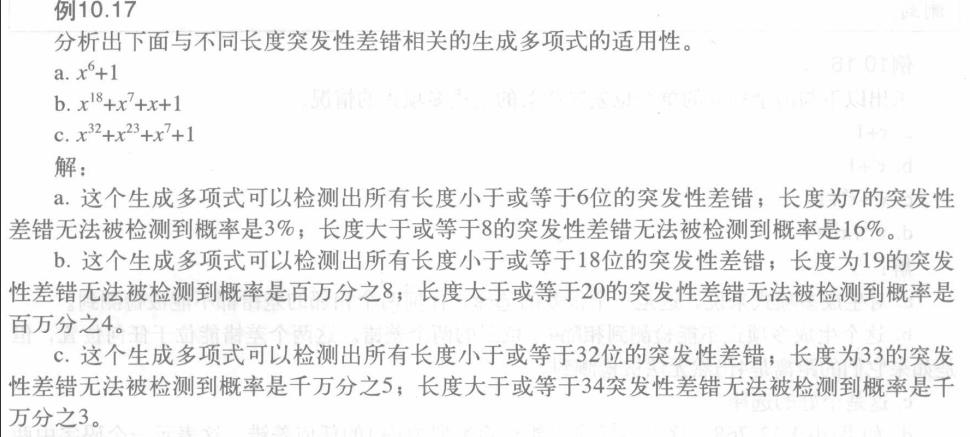 例10.17
分析出下面与不同长度突发性差错相关的生成多项式的适用性。
a. x⁶+1
b. x¹⁸+x⁷+x+1
c. x³²+x²³+x⁷+1
解：
a. 这个生成多项式可以检测出所有长度小于或等于6位的突发性差错；长度为7的突发性
差错无法被检测到概率是3%；长度大于或等于8的突发性差错无法被检测到概率是16%。
b. 这个生成多项式可以检测出所有长度小于或等于18位的突发性差错；长度为19的突发
性差错无法被检测到概率是百万分之8；长度大于或等于20的突发性差错无法被检测到概率是
百万分之4。
c. 这个生成多项式可以检测出所有长度小于或等于32位的突发性差错；长度为33的突发
性差错无法被检测到概率是千万分之5；长度大于或等于34突发性差错无法被检测到概率是千
万分之3。